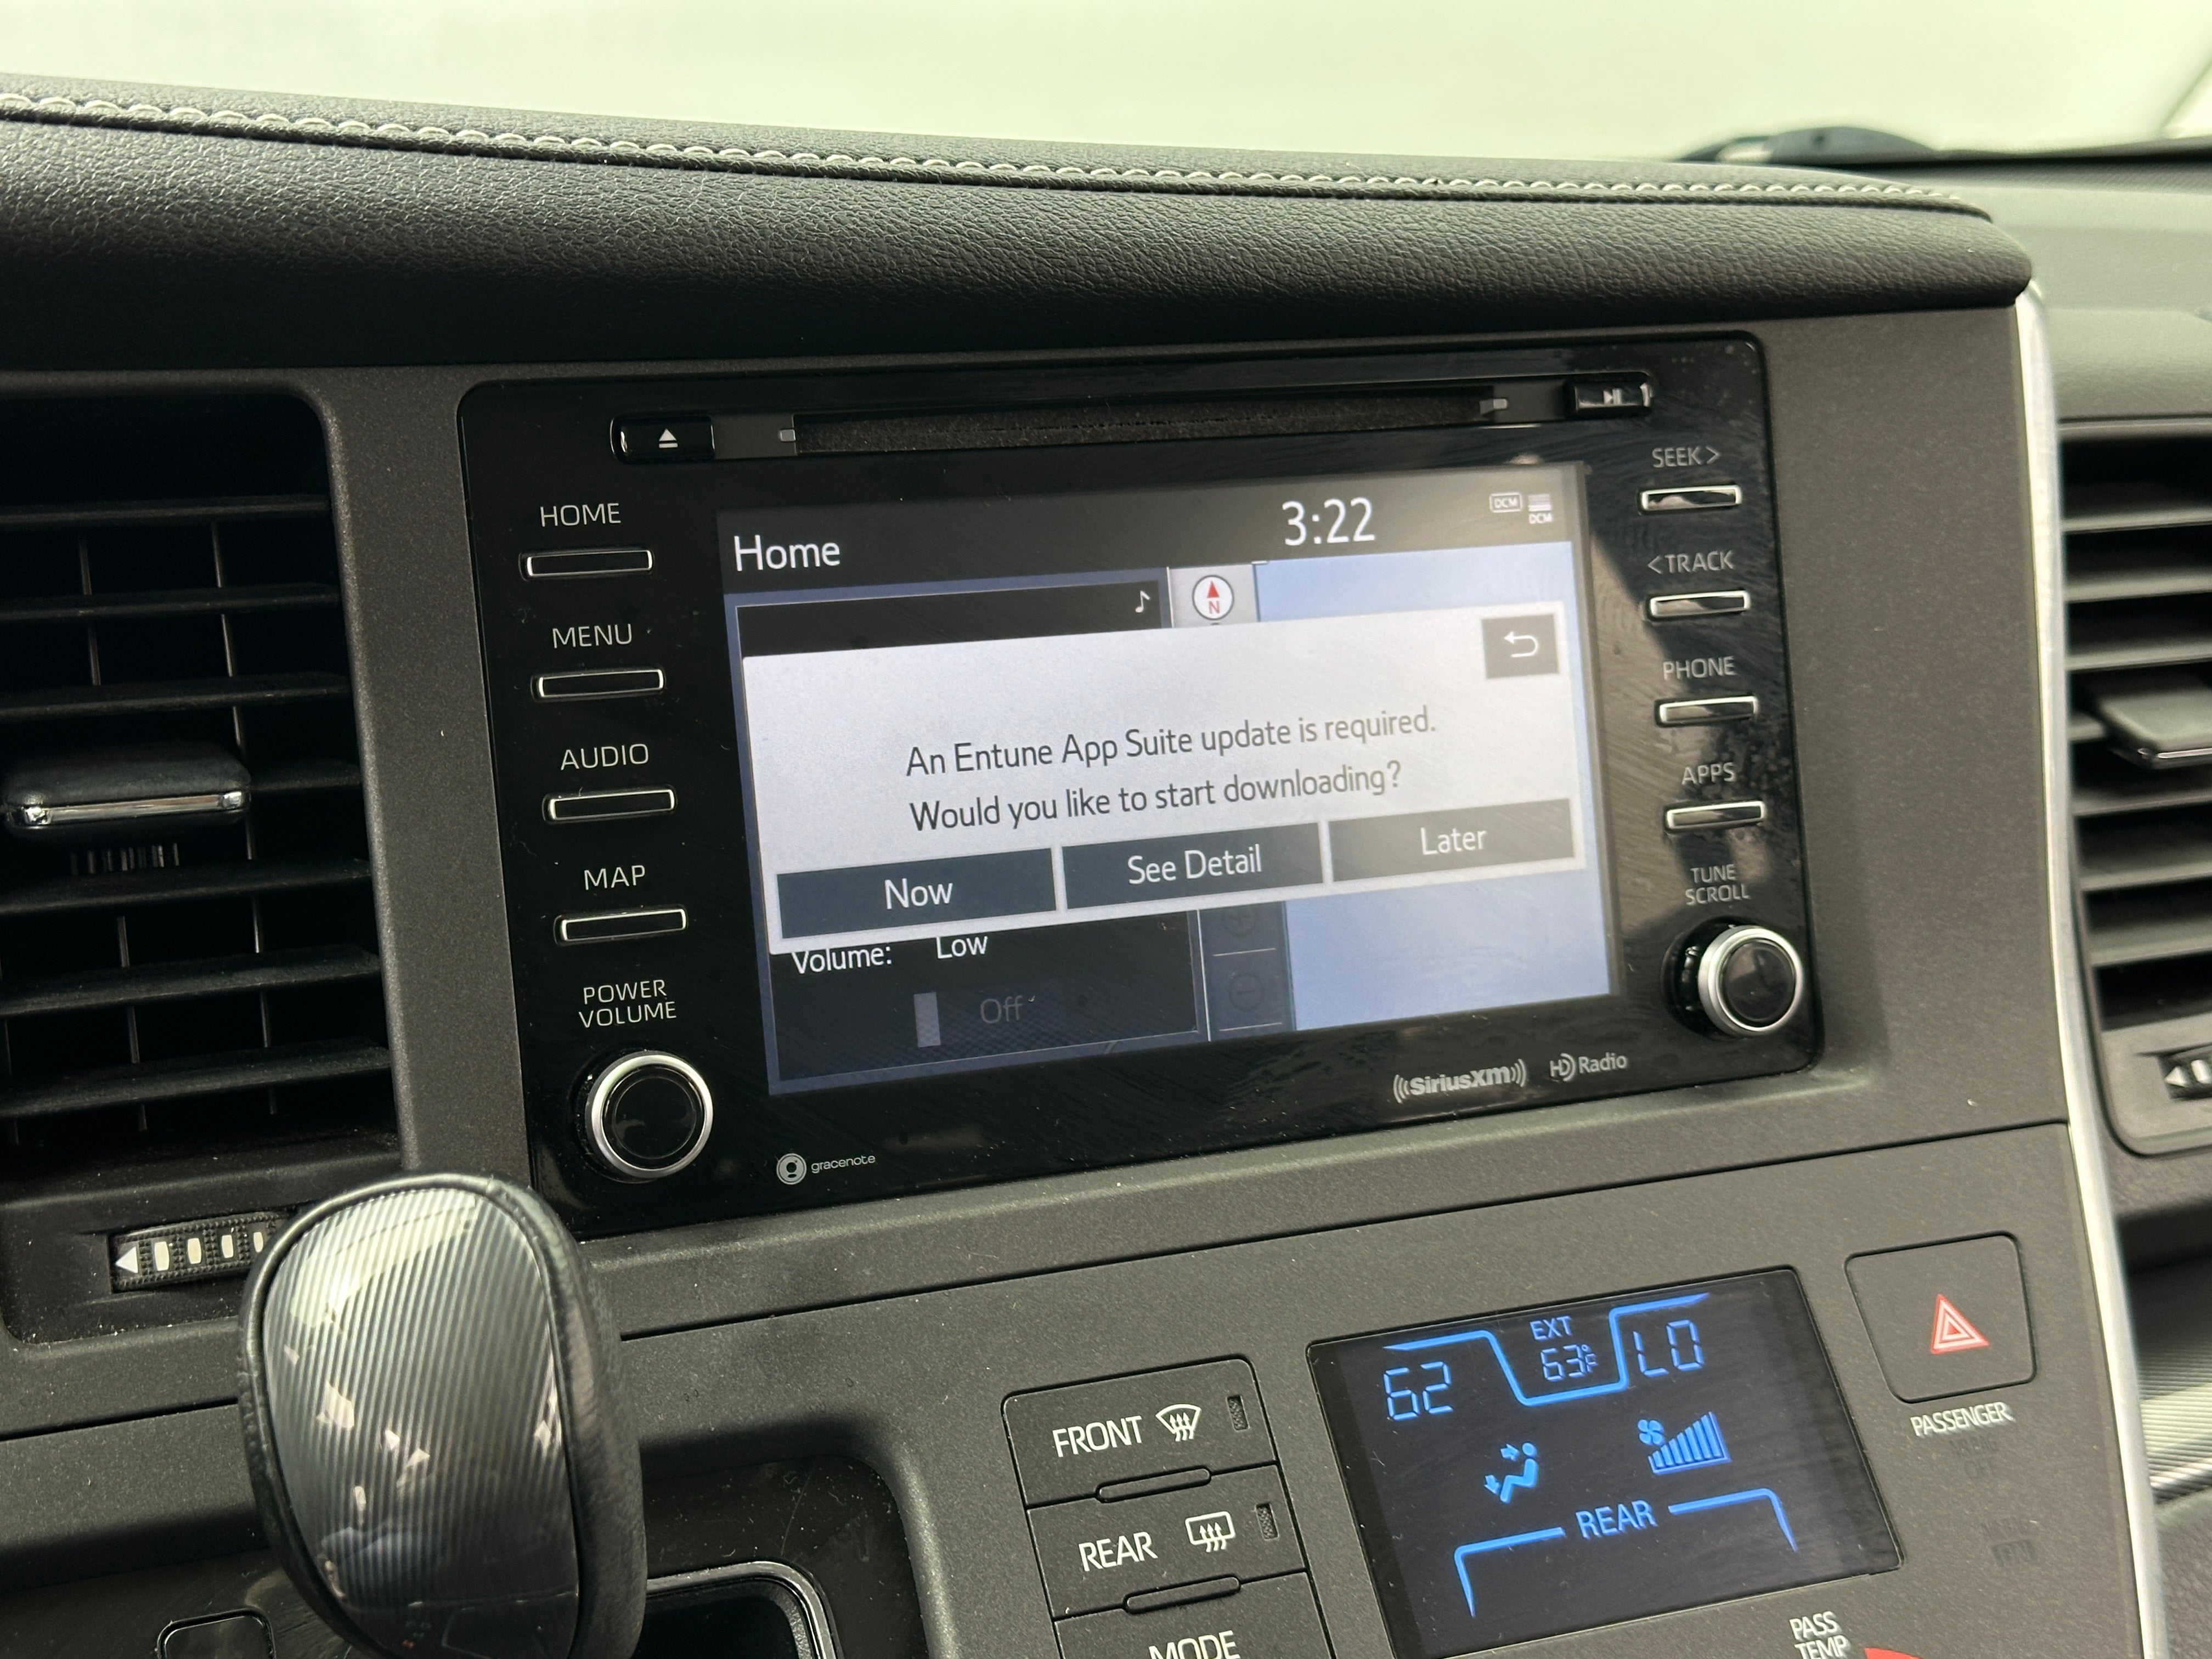 SEEK >
HOME
Home
3:22
DCM
DCM
< TRACK
MENU
N
PHONE
An Entune App Suite update is required.
Would you like to start downloading?
AUDIO
APPS
Now
See Detail
Later
MAP
TUNE
SCROLL
Volume: Low
Off
POWER
VOLUME
SiriusXM
HD Radio
gracenote
62
EXT
63°F
LO
FRONT
PASSENGER
REAR
REAR
MODE
PASS
TEMP